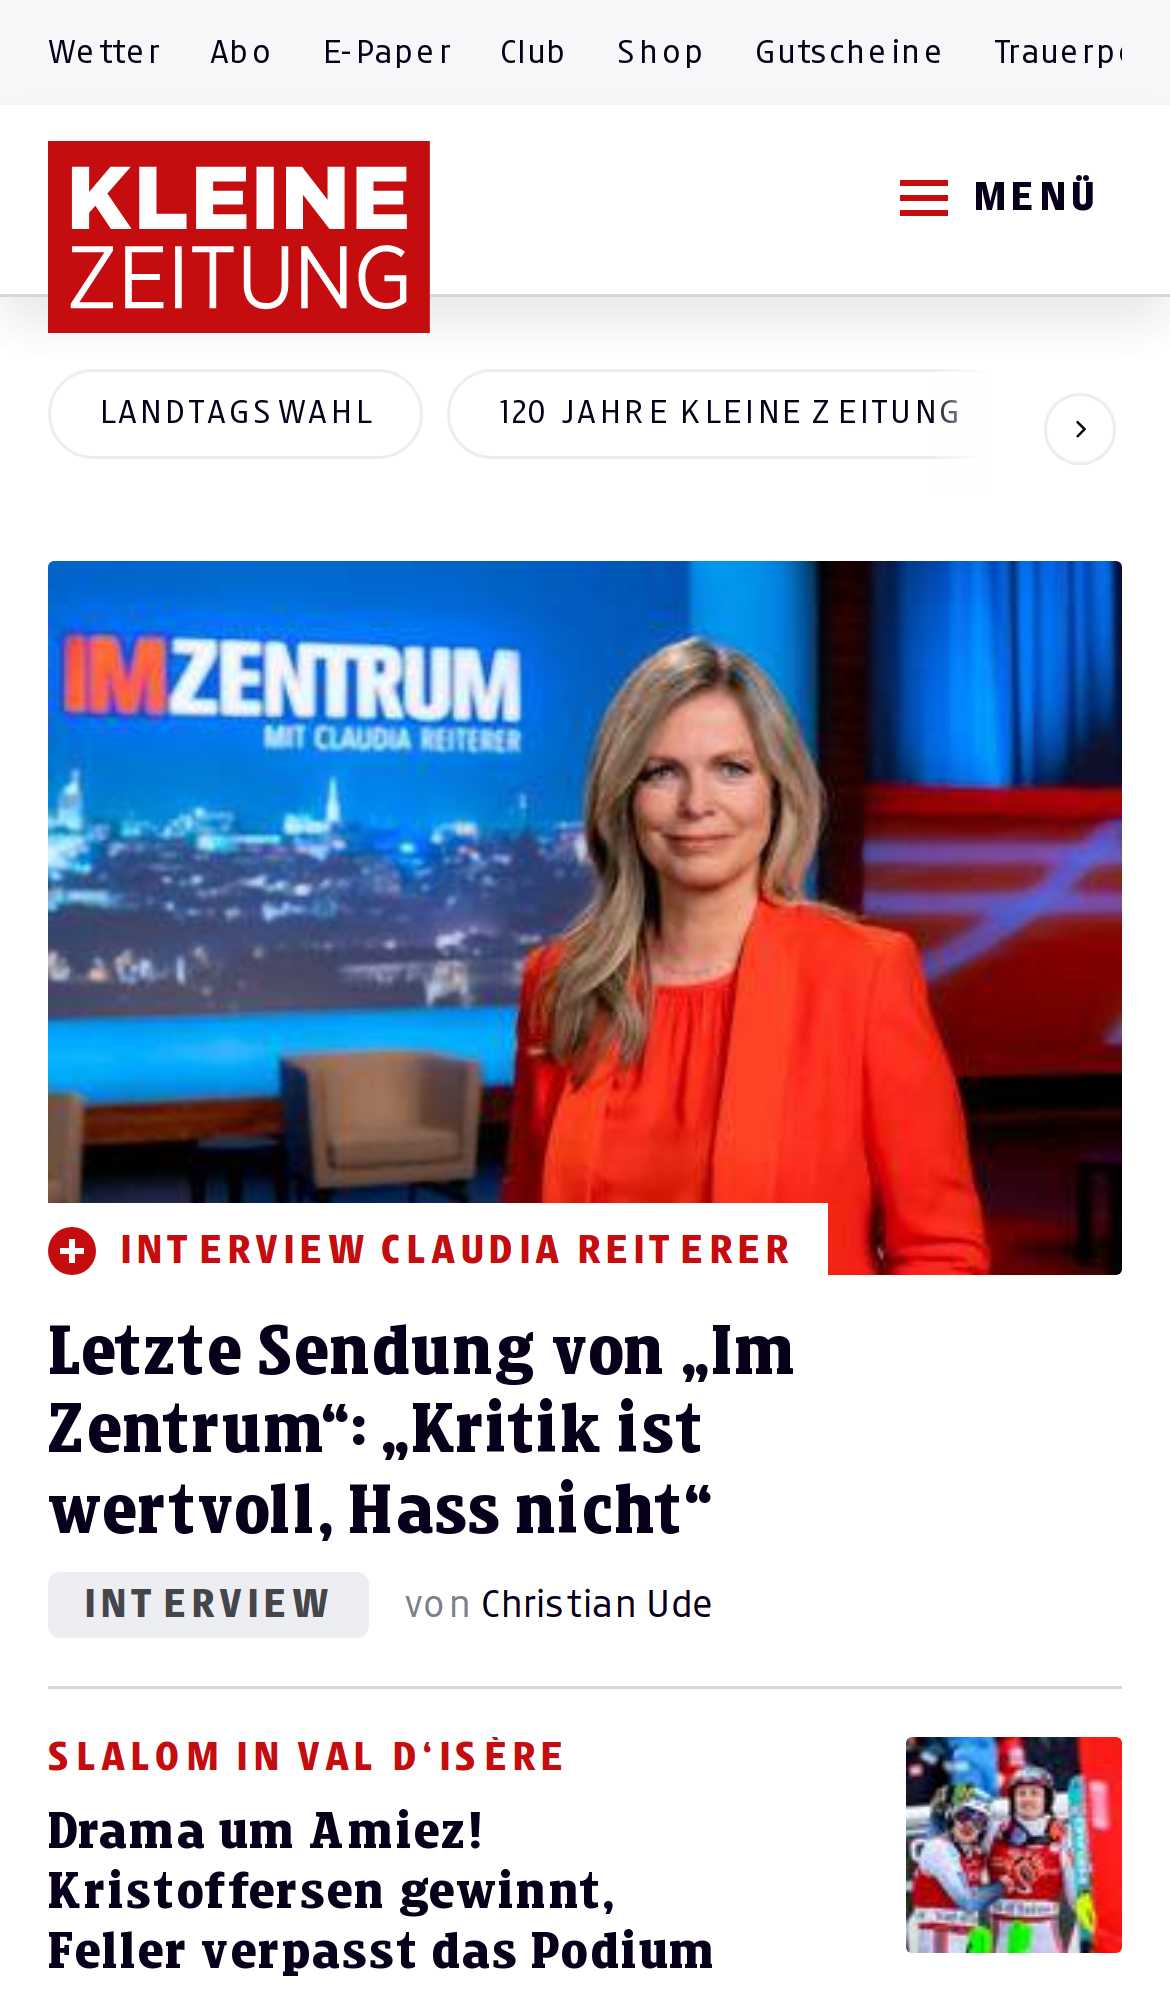 Wetter Abo E-Paper Club Shop Gutscheine
KLEINE
ZEITUNG
MENÜ
LANDTAGSWAHL 120 JAHRE KLEINE ZEITUNG
IMZENTRUM
MIT CLAUDIA REITERER
INTERVIEW CLAUDIA REITERER
Letzte Sendung von „Im
Zentrum“: „Kritik ist
wertvoll, Hass nicht“
INTERVIEW von Christian Ude
SLALOM IN VAL D‘ISÈRE
Drama um Amiez!
Kristoffersen gewinnt,
Feller verpasst das Podium